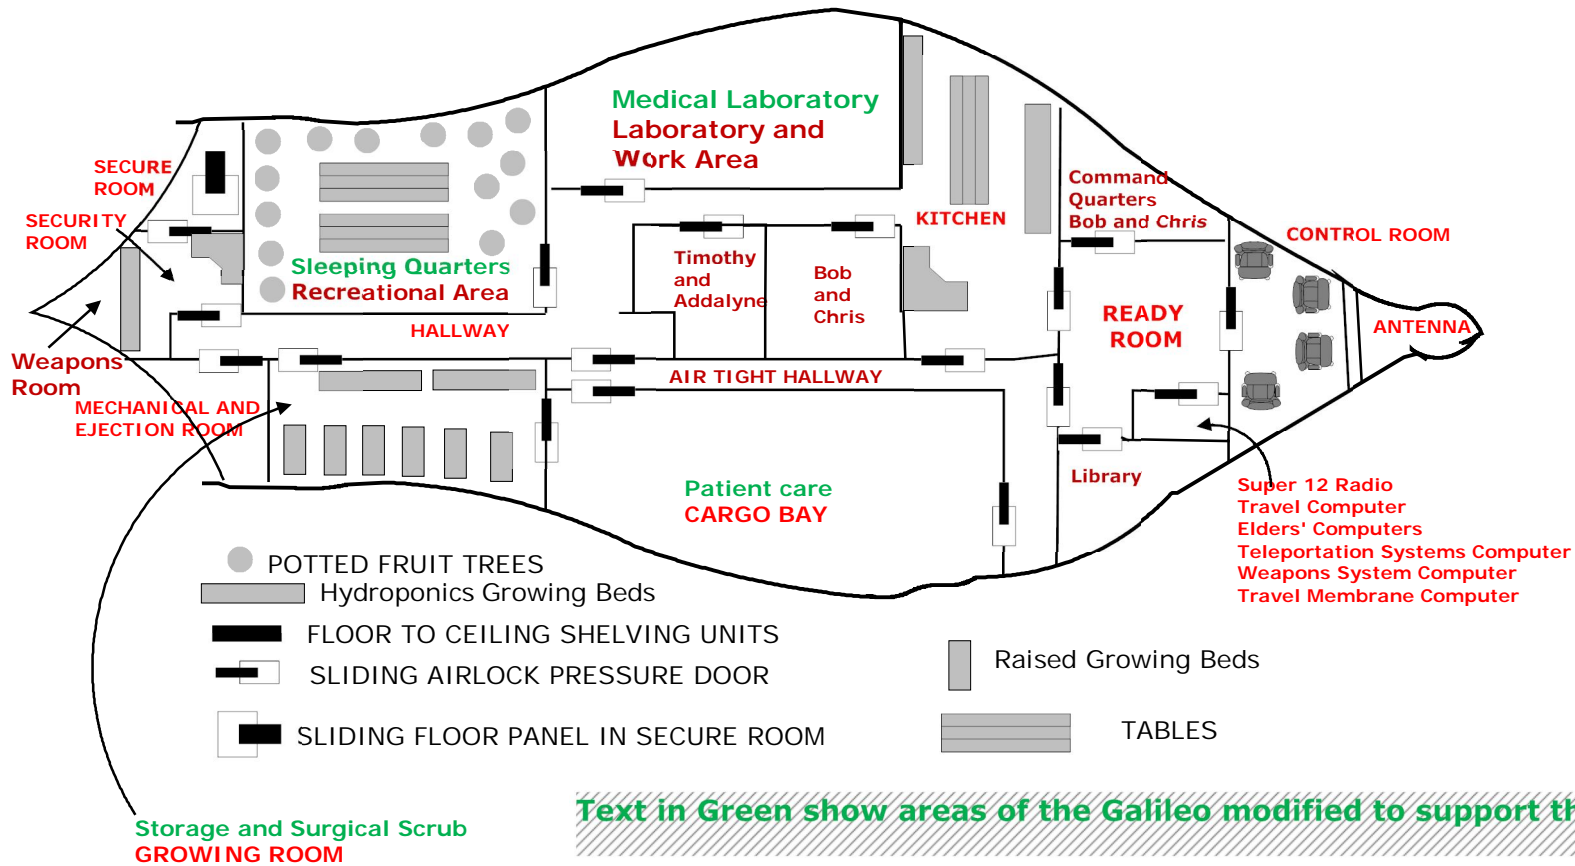 Medical Laboratory
Laboratory and
Work Area
SECURE
ROOM
SECURITY
ROOM
Sleeping Quarters
Recreational Area
HALLWAY
Weapons
Room
MECHANICAL AND
EJECTION ROOM
Timothy
and
Addalyne
Bob
and
Chris
KITCHEN
Command
Quarters
Bob and Chris
CONTROL ROOM
READY
ROOM
ANTENNA
AIR TIGHT HALLWAY
Patient care
CARGO BAY
Library
Super 12 Radio
Travel Computer
Elders' Computers
Teleportation Systems Computer
Weapons System Computer
Travel Membrane Computer
POTTED FRUIT TREES
Hydroponics Growing Beds
FLOOR TO CEILING SHELVING UNITS
SLIDING AIRLOCK PRESSURE DOOR
SLIDING FLOOR PANEL IN SECURE ROOM
Raised Growing Beds
TABLES
Storage and Surgical Scrub
GROWING ROOM
Text in Green show areas of the Galileo modified to support th